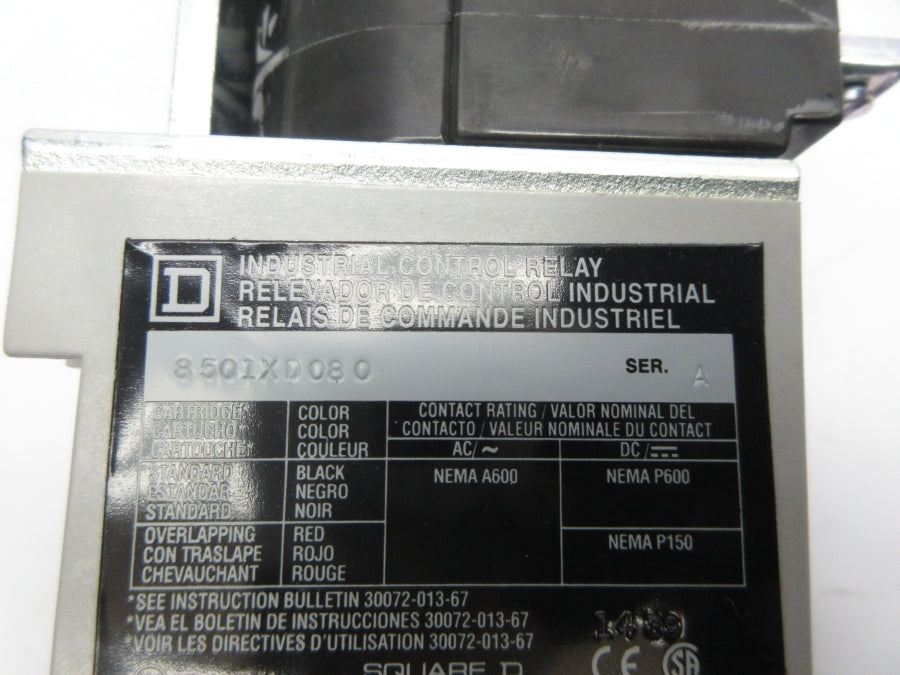 D
INDUSTRIAL CONTROL RELAY
RELEVADOR DE CONTROL INDUSTRIAL
RELAIS DE COMMANDE INDUSTRIEL
8501XDO80 SER. A
CARTRIDGE COLOR CONTACT RATING / VALOR NOMINAL DEL
CARTUCHO COLOR CONTACTO / VALEUR NOMINALE DU CONTACT
CARTOUCHE COULEUR AC/~ DC/⎓
STANDARD BLACK NEMA A600 NEMA P600
ESTANDAR NEGRO
STANDARD NOIR
OVERLAPPING RED NEMA P150
CON TRASLAPE ROJO
CHEVAUCHANT ROUGE
*SEE INSTRUCTION BULLETIN 30072-013-67
*VEA EL BOLETIN DE INSTRUCCIONES 30072-013-67
*VOIR LES DIRECTIVES D'UTILISATION 30072-013-67
SQUARE D CE SA